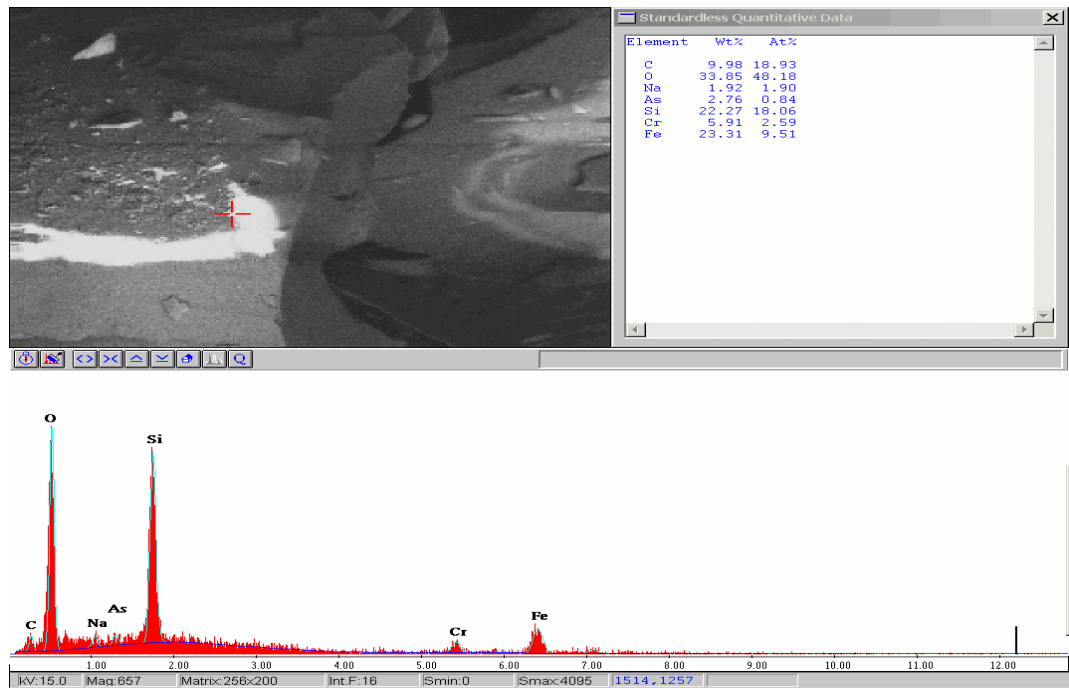 Standardless Quantitative Data
Element Wt% At%
C 9.98 18.93
O 33.85 48.18
Na 1.92 1.90
As 2.76 0.84
Si 22.27 18.06
Cr 5.91 2.59
Fe 23.31 9.51
Q
O
Si
C
Na
As
Cr
Fe
1.00 2.00 3.00 4.00 5.00 6.00 7.00 8.00 9.00 10.00 11.00 12.00
kV:15.0 Mag:657 Matrix:256x200 Int.F:16 Smin:0 Smax:4095 1514,1257